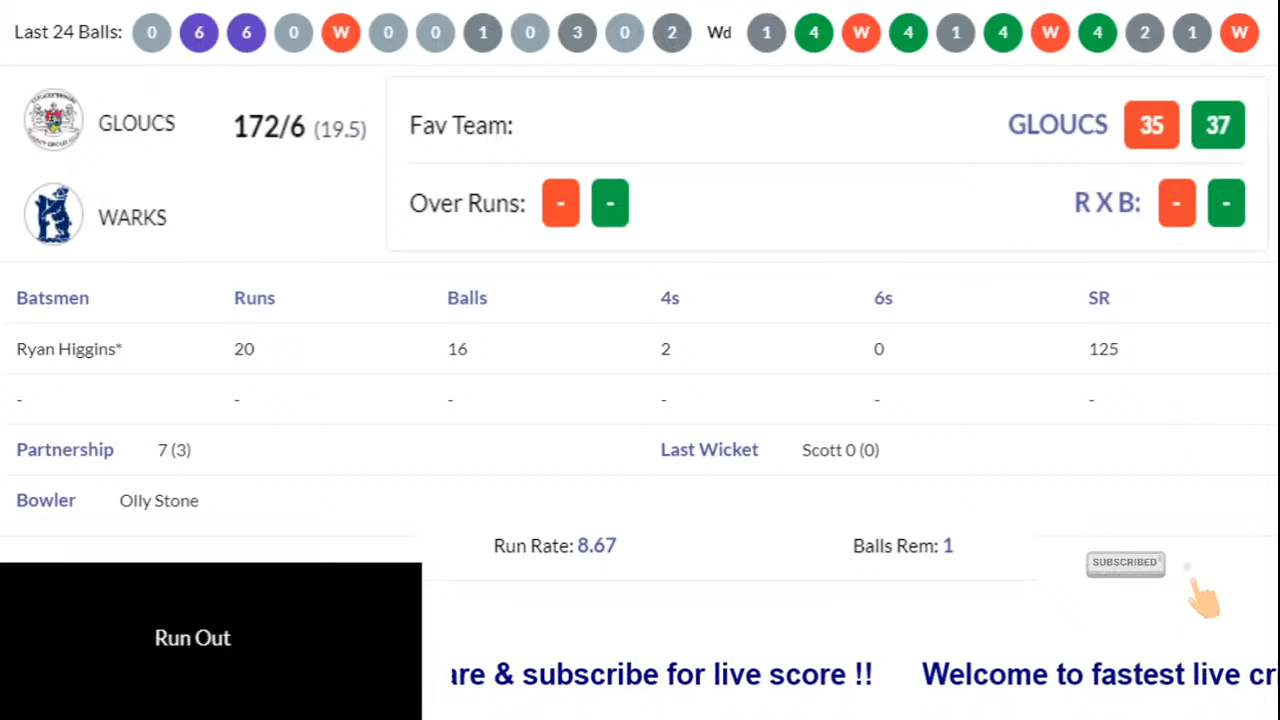 Last 24 Balls: 0 6 6 0 W 0 0 1 0 3 0 2 Wd 1 4 W 4 1 4 W 4 2 1 W
GLOUCS 172/6 (19.5)
WARKS
Fav Team: GLOUCS 35 37
Over Runs: - - R X B: - -
Batsmen Runs Balls 4s 6s SR
Ryan Higgins* 20 16 2 0 125
- - - - - -
Partnership 7 (3) Last Wicket Scott 0 (0)
Bowler Olly Stone
Run Rate: 8.67 Balls Rem: 1
SUBSCRIBED
Run Out
are & subscribe for live score !! Welcome to fastest live cr